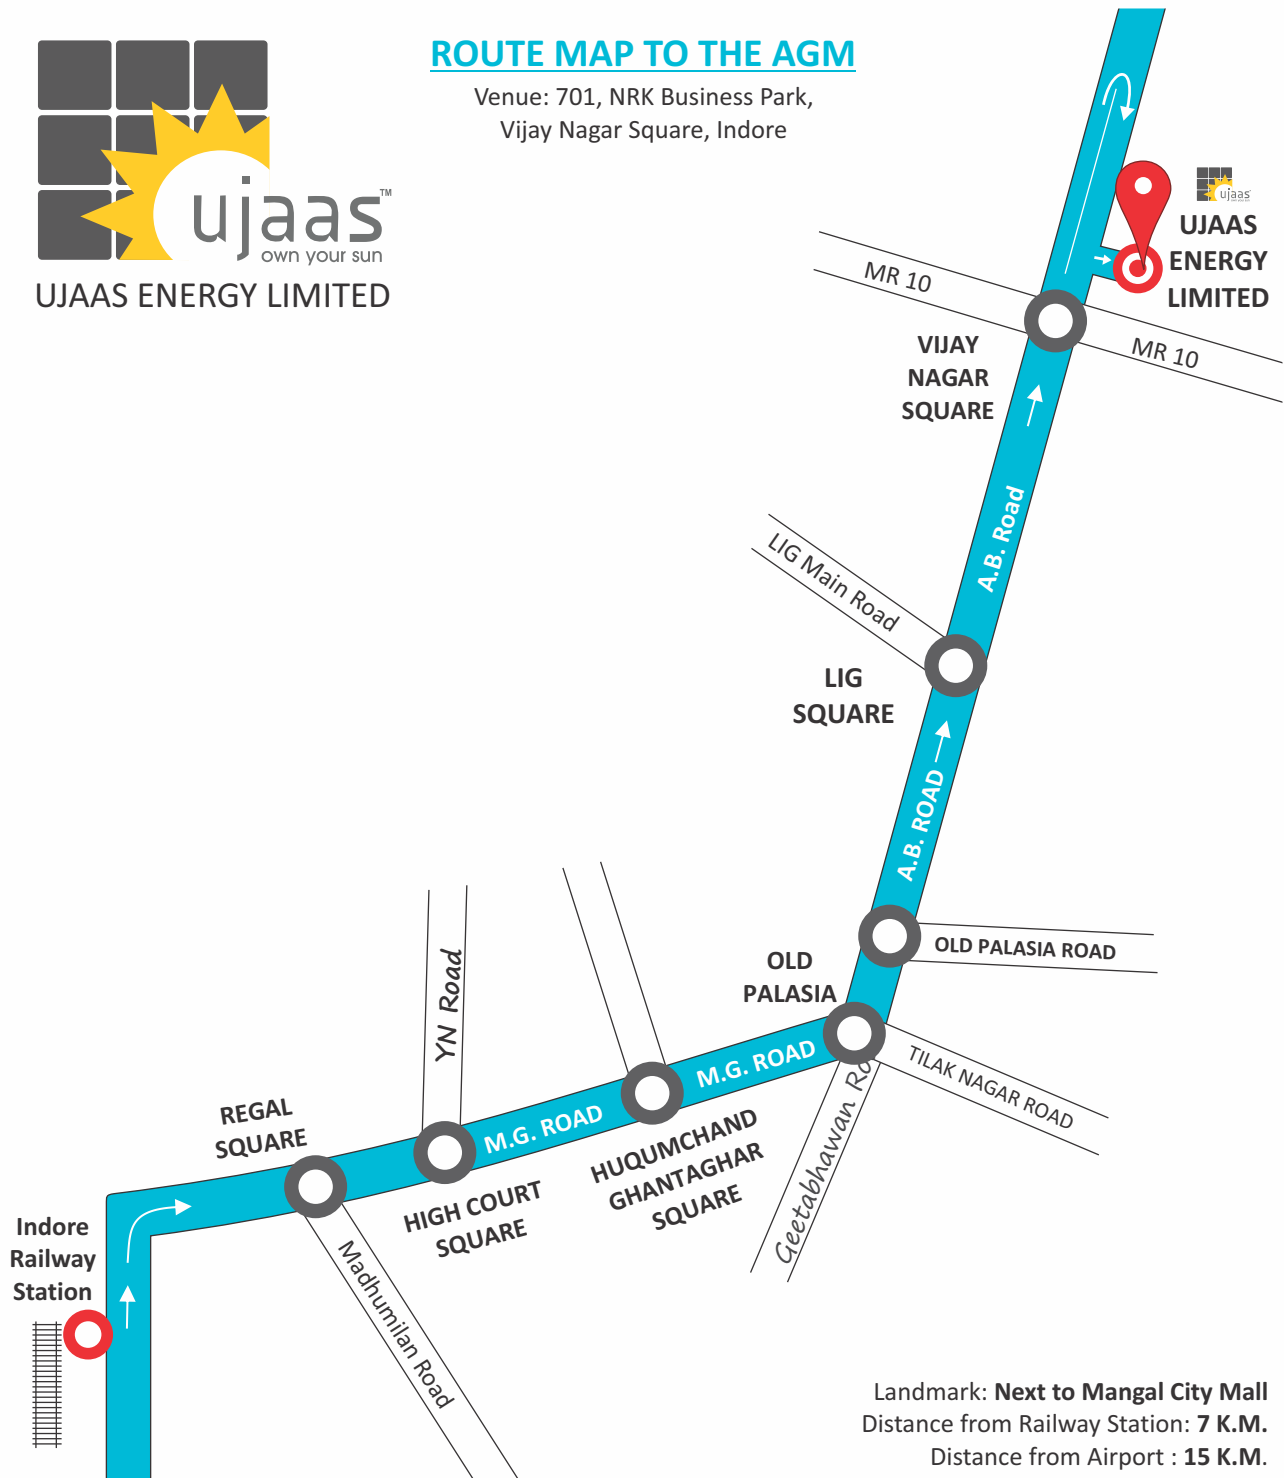 ROUTE MAP TO THE AGM
Venue: 701, NRK Business Park,
Vijay Nagar Square, Indore
ujaas™
own your sun
UJAAS ENERGY LIMITED
ujaas
UJAAS
ENERGY
LIMITED
MR 10
MR 10
VIJAY
NAGAR
SQUARE
A.B. Road
LIG Main Road
LIG
SQUARE
A.B. ROAD
OLD PALASIA ROAD
OLD
PALASIA
YN Road
M.G. ROAD
TILAK NAGAR ROAD
Geetabhawan Ro
REGAL
SQUARE
M.G. ROAD
HUQUMCHAND
GHANTAGHAR
SQUARE
HIGH COURT
SQUARE
Indore
Railway
Station
Madhumilan Road
Landmark: Next to Mangal City Mall
Distance from Railway Station: 7 K.M.
Distance from Airport : 15 K.M.